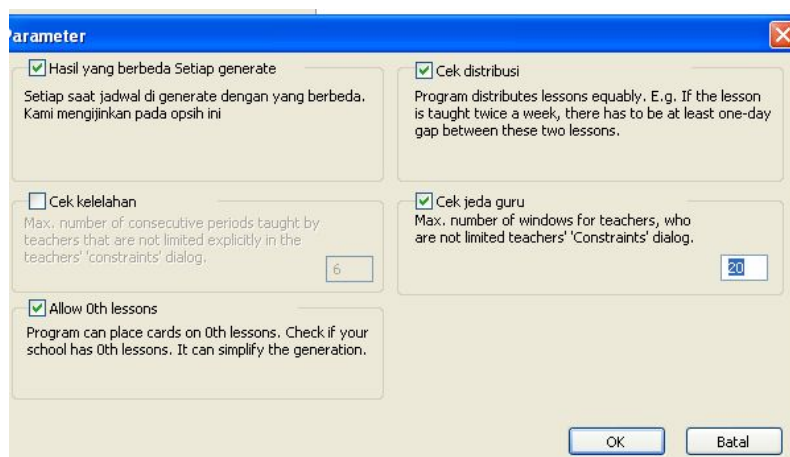 Parameter
Hasil yang berbeda Setiap generate
Setiap saat jadwal di generate dengan yang berbeda.
Kami mengijinkan pada opsih ini
Cek distribusi
Program distributes lessons equably. E.g. If the lesson
is taught twice a week, there has to be at least one-day
gap between these two lessons.
Cek kelelahan
Max. number of consecutive periods taught by
teachers that are not limited explicitly in the
teachers' 'constraints' dialog.
6
Cek jeda guru
Max. number of windows for teachers, who
are not limited teachers' 'Constraints' dialog.
20
Allow 0th lessons
Program can place cards on 0th lessons. Check if your
school has 0th lessons. It can simplify the generation.
OK
Batal